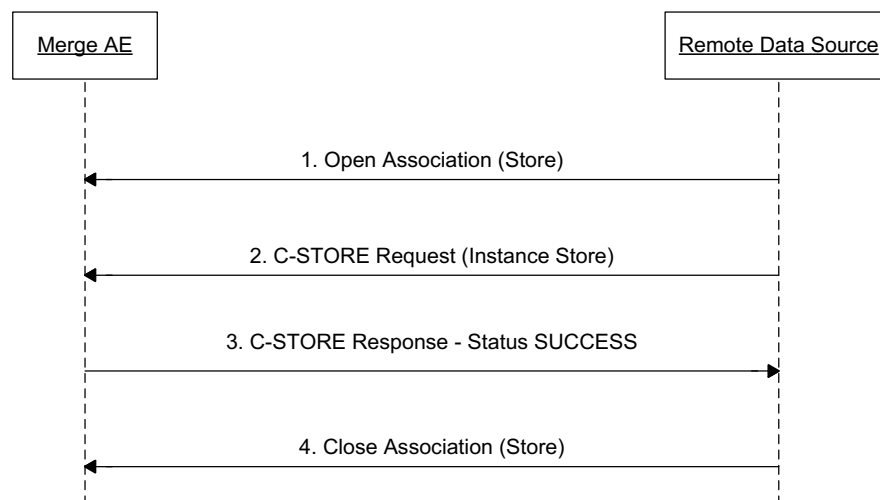 Merge AE
Remote Data Source
1. Open Association (Store)
2. C-STORE Request (Instance Store)
3. C-STORE Response - Status SUCCESS
4. Close Association (Store)